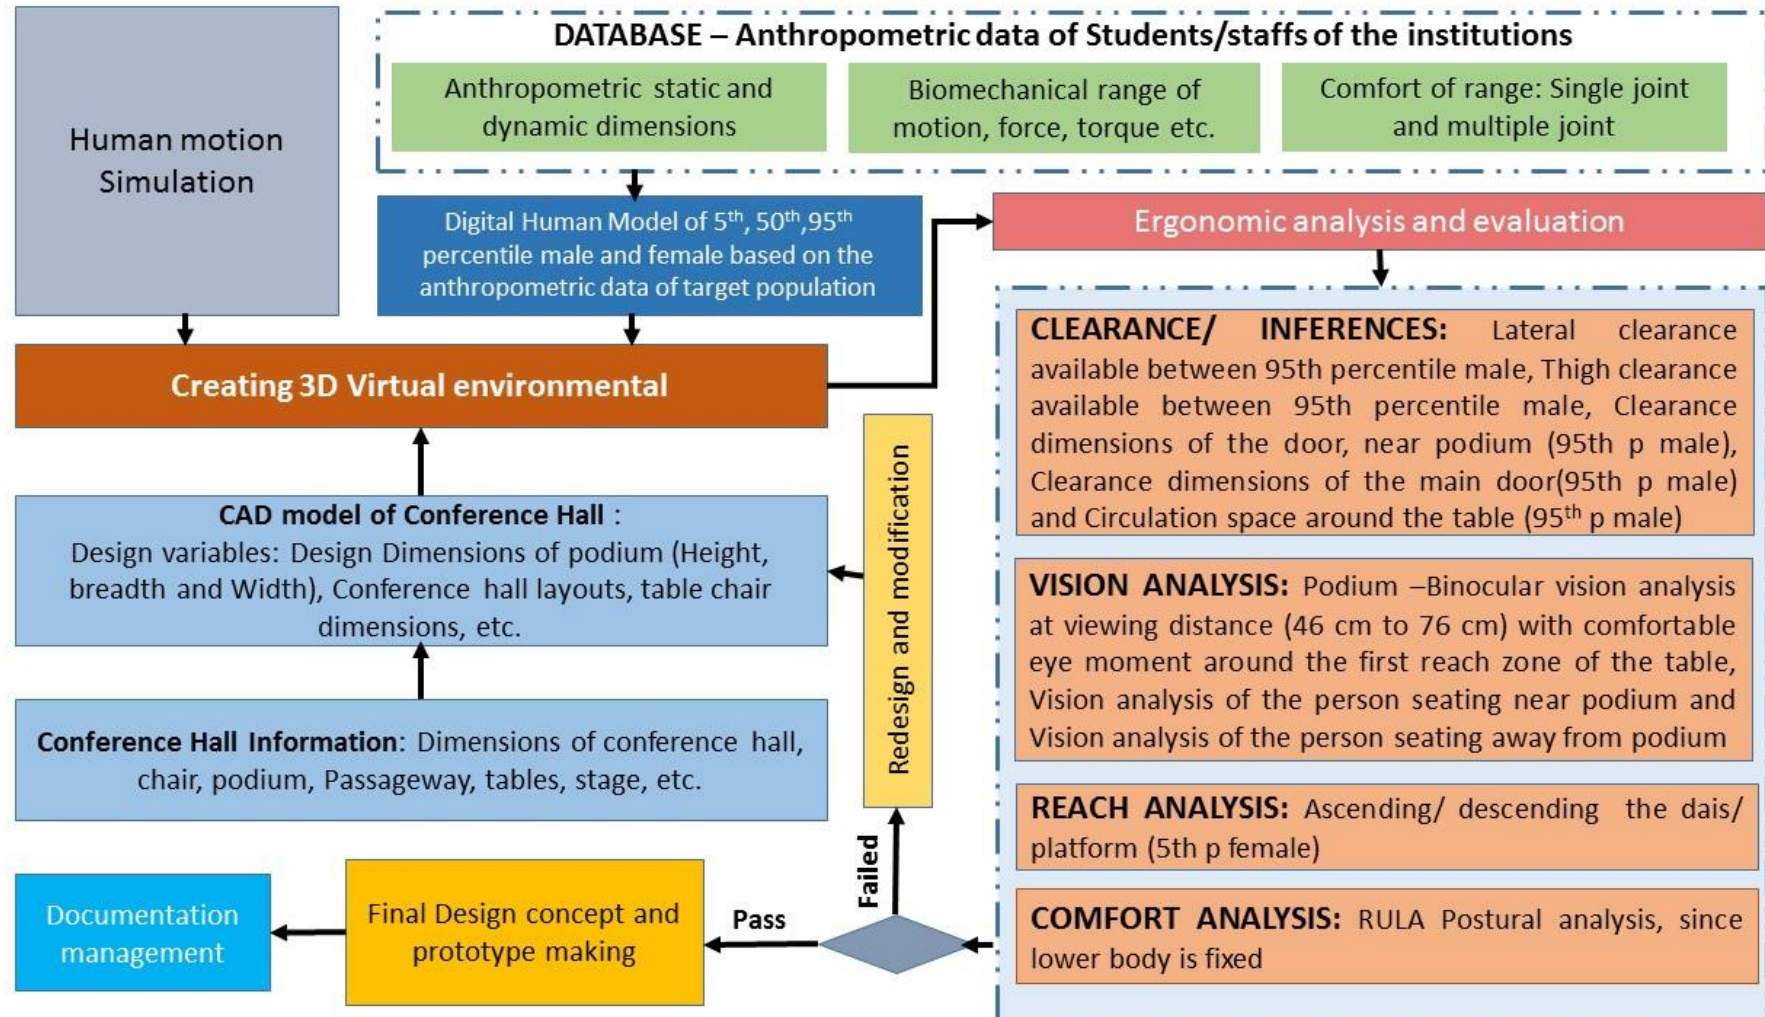 DATABASE – Anthropometric data of Students/staffs of the institutions
Anthropometric static and
dynamic dimensions
Biomechanical range of
motion, force, torque etc.
Comfort of range: Single joint
and multiple joint
Human motion
Simulation
Digital Human Model of 5th, 50th,95th
percentile male and female based on the
anthropometric data of target population
Ergonomic analysis and evaluation
Creating 3D Virtual environmental
CLEARANCE/ INFERENCES: Lateral clearance
available between 95th percentile male, Thigh clearance
available between 95th percentile male, Clearance
dimensions of the door, near podium (95th p male),
Clearance dimensions of the main door(95th p male)
and Circulation space around the table (95th p male)
CAD model of Conference Hall :
Design variables: Design Dimensions of podium (Height,
breadth and Width), Conference hall layouts, table chair
dimensions, etc.
Redesign and modification
VISION ANALYSIS: Podium –Binocular vision analysis
at viewing distance (46 cm to 76 cm) with comfortable
eye moment around the first reach zone of the table,
Vision analysis of the person seating near podium and
Vision analysis of the person seating away from podium
Conference Hall Information: Dimensions of conference hall,
chair, podium, Passageway, tables, stage, etc.
REACH ANALYSIS: Ascending/ descending the dais/
platform (5th p female)
Failed
COMFORT ANALYSIS: RULA Postural analysis, since
lower body is fixed
Pass
Final Design concept and
prototype making
Documentation
management